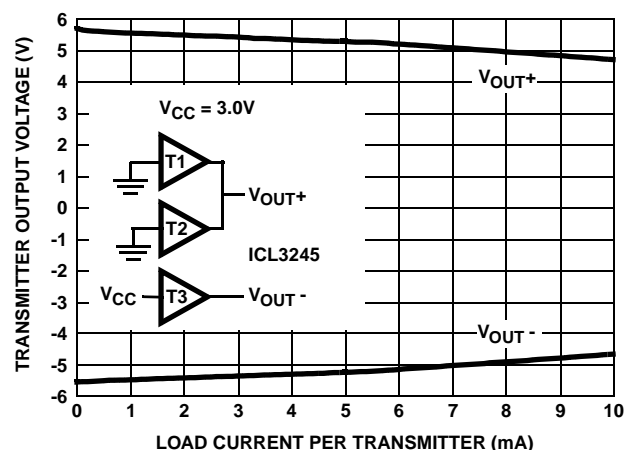 TRANSMITTER OUTPUT VOLTAGE (V)
6
5
4
3
2
1
0
-1
-2
-3
-4
-5
-6
VOUT+
VCC = 3.0V
T1
VOUT+
T2
ICL3245
VCC
T3
VOUT -
VOUT -
0 1 2 3 4 5 6 7 8 9 10
LOAD CURRENT PER TRANSMITTER (mA)